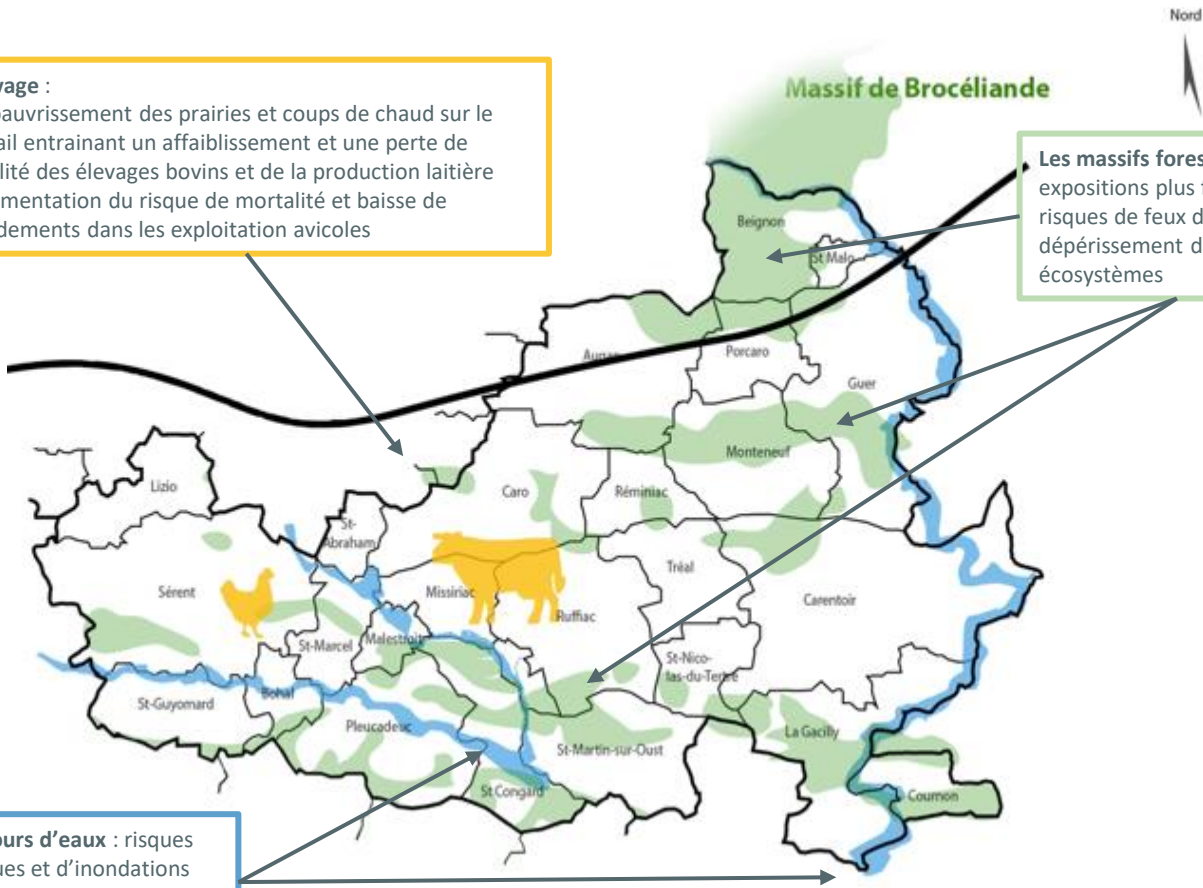 Nord
Massif de Brocéliande
vage :
auvrissement des prairies et coups de chaud sur le
ail entrainant un affaiblissement et une perte de
lité des élevages bovins et de la production laitière
mentation du risque de mortalité et baisse de
dements dans les exploitation avicoles
Les massifs fores
expositions plus
risques de feux d
dépérissement d
écosystèmes
Beignon
St Malo
Porcaro
Guer
Monteneuf
Lizio
Caro
Réminiac
St-
Abraham
Sérent
Missiriac
Ruffiac
Tréal
Carentoir
St-Marcel
Malestroit
St-Nico-
las-du-Tertre
St-Guyomard
Bohal
Pleucadeuc
St-Martin-sur-Oust
La Gacilly
St Congard
Cournon
ours d'eaux : risques
ues et d'inondations